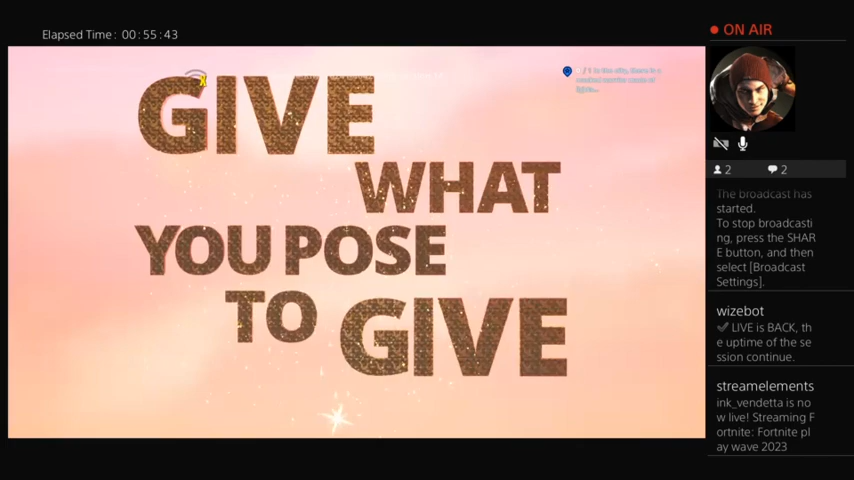 Elapsed Time: 00:55:43
ON AIR
GIVE
WHAT
YOU POSE
TO GIVE
2 2
The broadcast has
started.
To stop broadcasti
ng, press the SHAR
E button, and then
select [Broadcast
Settings].
wizebot
✔ LIVE is BACK, th
e uptime of the se
ssion continue.
streamelements
ink_vendetta is no
w live! Streaming F
ortnite: Fortnite pl
ay wave 2023